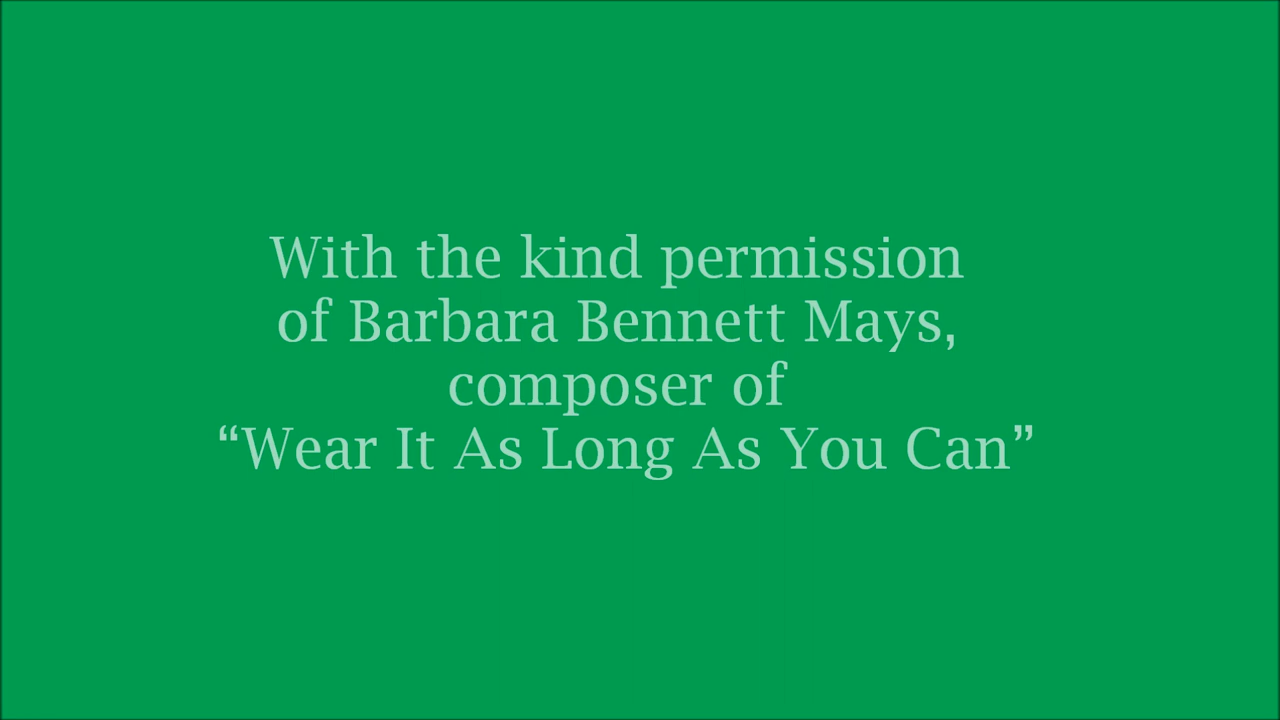 With the kind permission
of Barbara Bennett Mays,
composer of
“Wear It As Long As You Can”